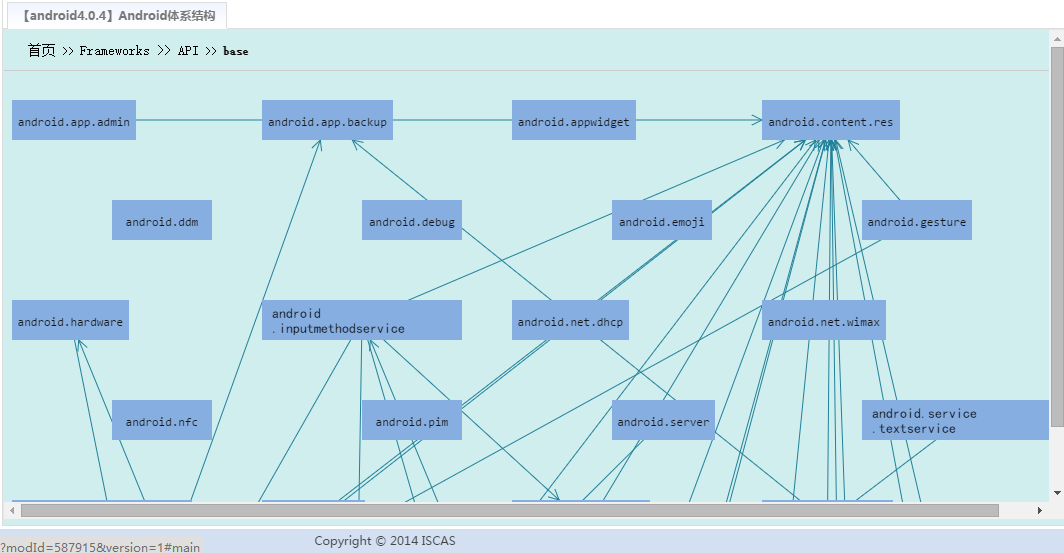 【android4.0.4】Android体系结构
首页 >> Frameworks >> API >> base
android.app.admin
android.app.backup
android.appwidget
android.content.res
android.ddm
android.debug
android.emoji
android.gesture
android.hardware
android
.inputmethodservice
android.net.dhcp
android.net.wimax
android.nfc
android.pim
android.server
android.service
.textservice
Copyright © 2014 ISCAS
?modId=587915&version=1#main